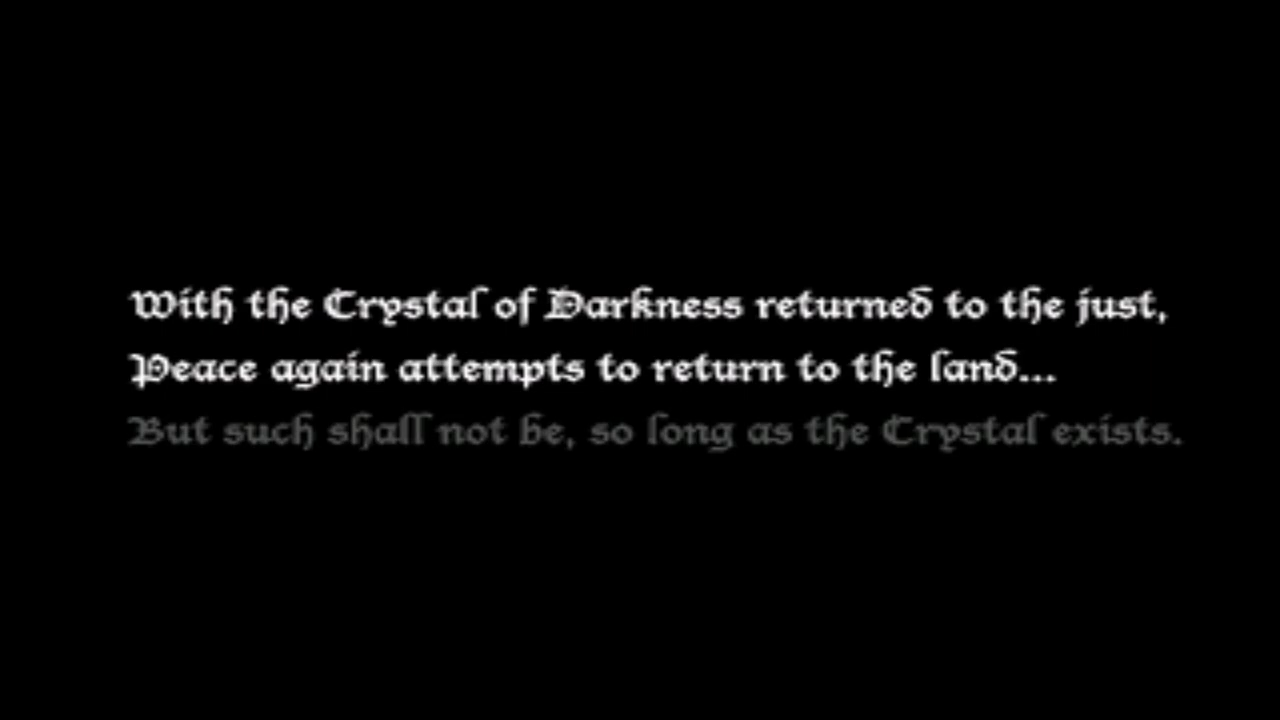 With the Crystal of Darkness returned to the just,
Peace again attempts to return to the land...
But such shall not be, so long as the Crystal exists.